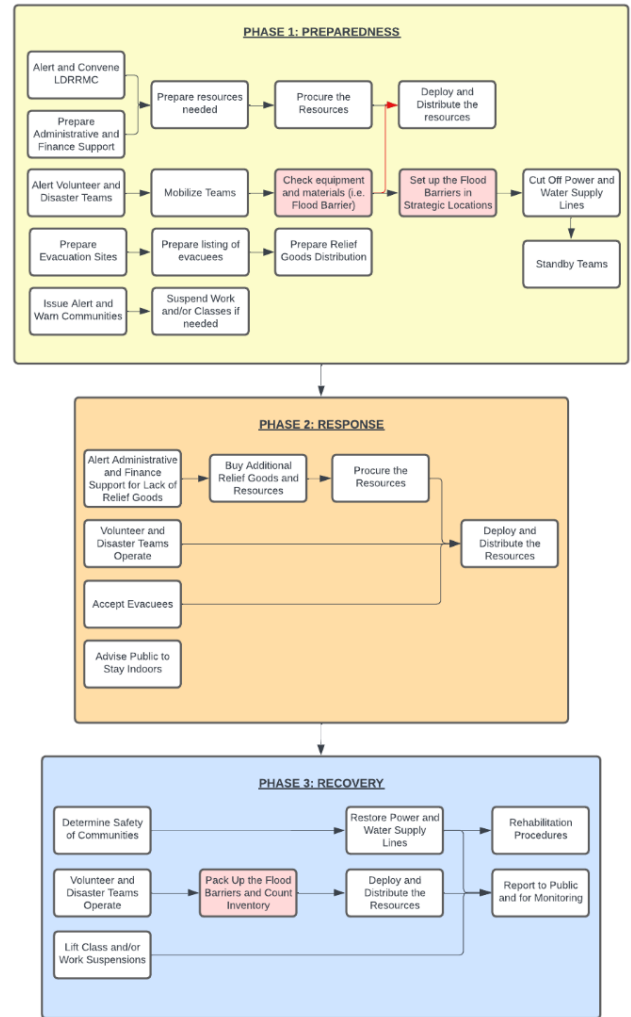 PHASE 1: PREPAREDNESS
Alert and Convene
LDRRMC
Prepare
Administrative and
Finance Support
Prepare resources
needed
Procure the
Resources
Deploy and
Distribute the
resources
Alert Volunteer and
Disaster Teams
Mobilize Teams
Check equipment
and materials (i.e.
Flood Barrier)
Set up the Flood
Barriers in
Strategic Locations
Cut Off Power and
Water Supply
Lines
Standby Teams
Prepare
Evacuation Sites
Prepare listing of
evacuees
Prepare Relief
Goods Distribution
Issue Alert and
Warn Communities
Suspend Work
and/or Classes if
needed
PHASE 2: RESPONSE
Alert Administrative
and Finance
Support for Lack of
Relief Goods
Buy Additional
Relief Goods and
Resources
Procure the
Resources
Volunteer and
Disaster Teams
Operate
Deploy and
Distribute the
Resources
Accept Evacuees
Advise Public to
Stay Indoors
PHASE 3: RECOVERY
Determine Safety
of Communities
Restore Power and
Water Supply
Lines
Rehabilitation
Procedures
Volunteer and
Disaster Teams
Operate
Pack Up the Flood
Barriers and Count
Inventory
Deploy and
Distribute the
Resources
Report to Public
and for Monitoring
Lift Class and/or
Work Suspensions